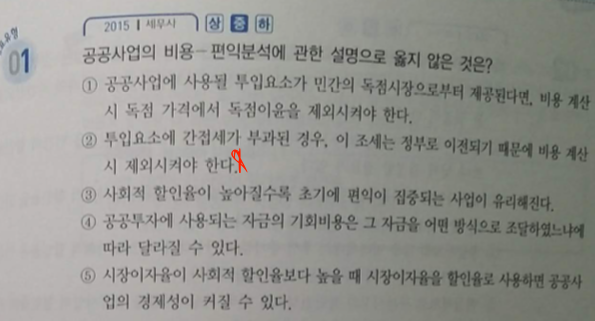 2015 | 세무사 상 중 하
01 공공사업의 비용-편익분석에 관한 설명으로 옳지 않은 것은?
① 공공사업에 사용될 투입요소가 민간의 독점시장으로부터 제공된다면, 비용 계산
시 독점 가격에서 독점이윤을 제외시켜야 한다.
② 투입요소에 간접세가 부과된 경우, 이 조세는 정부로 이전되기 때문에 비용 계산
시 제외시켜야 한다.
③ 사회적 할인율이 높아질수록 초기에 편익이 집중되는 사업이 유리해진다.
④ 공공투자에 사용되는 자금의 기회비용은 그 자금을 어떤 방식으로 조달하였느냐에
따라 달라질 수 있다.
⑤ 시장이자율이 사회적 할인율보다 높을 때 시장이자율을 할인율로 사용하면 공공사
업의 경제성이 커질 수 있다.